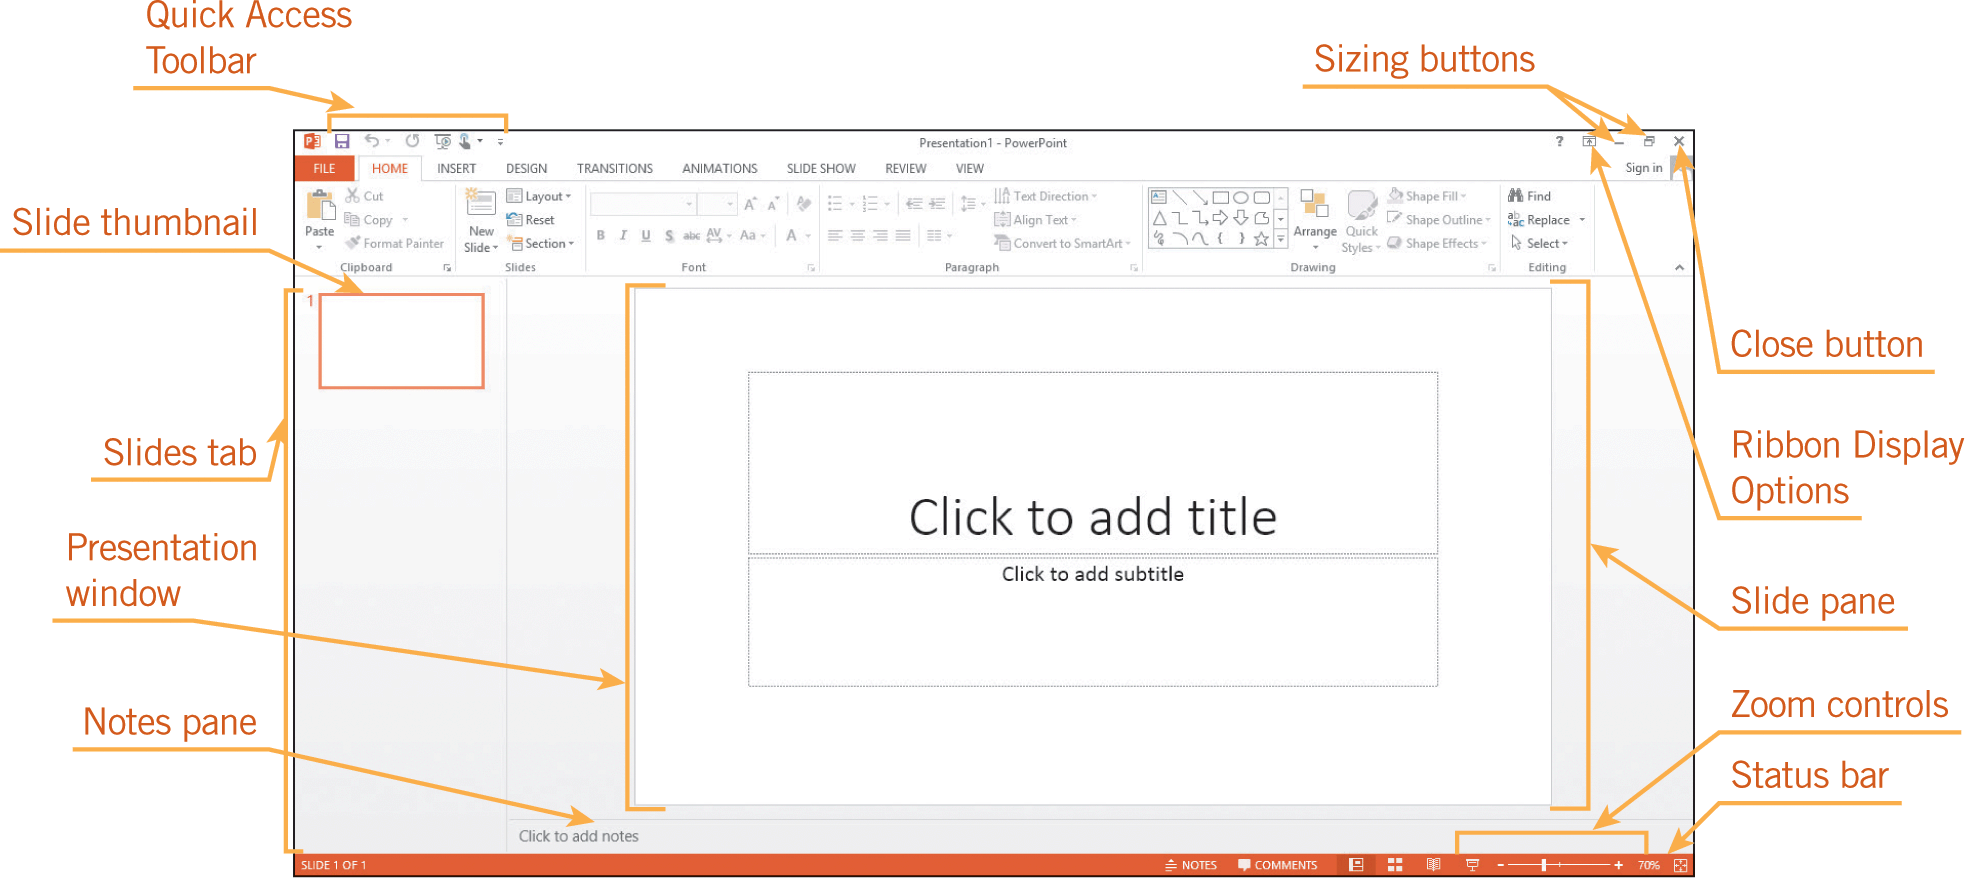 Quick Access
Toolbar
Sizing buttons
Presentation1 - PowerPoint
?
FILE HOME INSERT DESIGN TRANSITIONS ANIMATIONS SLIDE SHOW REVIEW VIEW Sign in
Slide thumbnail
Paste
Cut
Copy
Format Painter
Clipboard
New
Slide
Layout
Reset
Section
Slides
B I U S abc AV Aa A
Font
Text Direction
Align Text
Convert to SmartArt
Paragraph
Arrange
Quick
Styles
Shape Fill
Shape Outline
Shape Effects
Drawing
Find
Replace
Select
Editing
1
Close button
Slides tab
Ribbon Display
Options
Click to add title
Click to add subtitle
Presentation
window
Slide pane
Notes pane
Zoom controls
Status bar
Click to add notes
SLIDE 1 OF 1 NOTES COMMENTS - + 70%